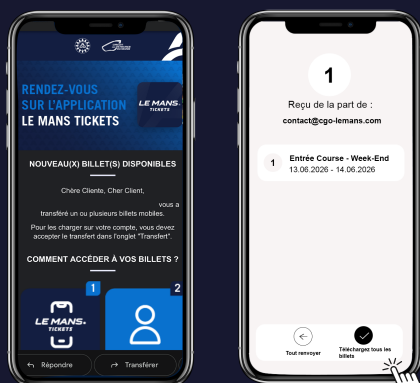 RENDEZ-VOUS
SUR L'APPLICATION
LE MANS TICKETS
LE MANS.
TICKETS
NOUVEAU(X) BILLET(S) DISPONIBLES
Chère Cliente, Cher Client,
vous a
transféré un ou plusieurs billets mobiles.
Pour les charger sur votre compte, vous devez
accepter le transfert dans l'onglet "Transfert".
COMMENT ACCÉDER À VOS BILLETS ?
1
2
LE MANS.
TICKETS
Répondre
Transférer
1
Reçu de la part de :
contact@cgo-lemans.com
1
Entrée Course - Week-End
13.06.2026 - 14.06.2026
Tout renvoyer
Téléchargez tous les
billets